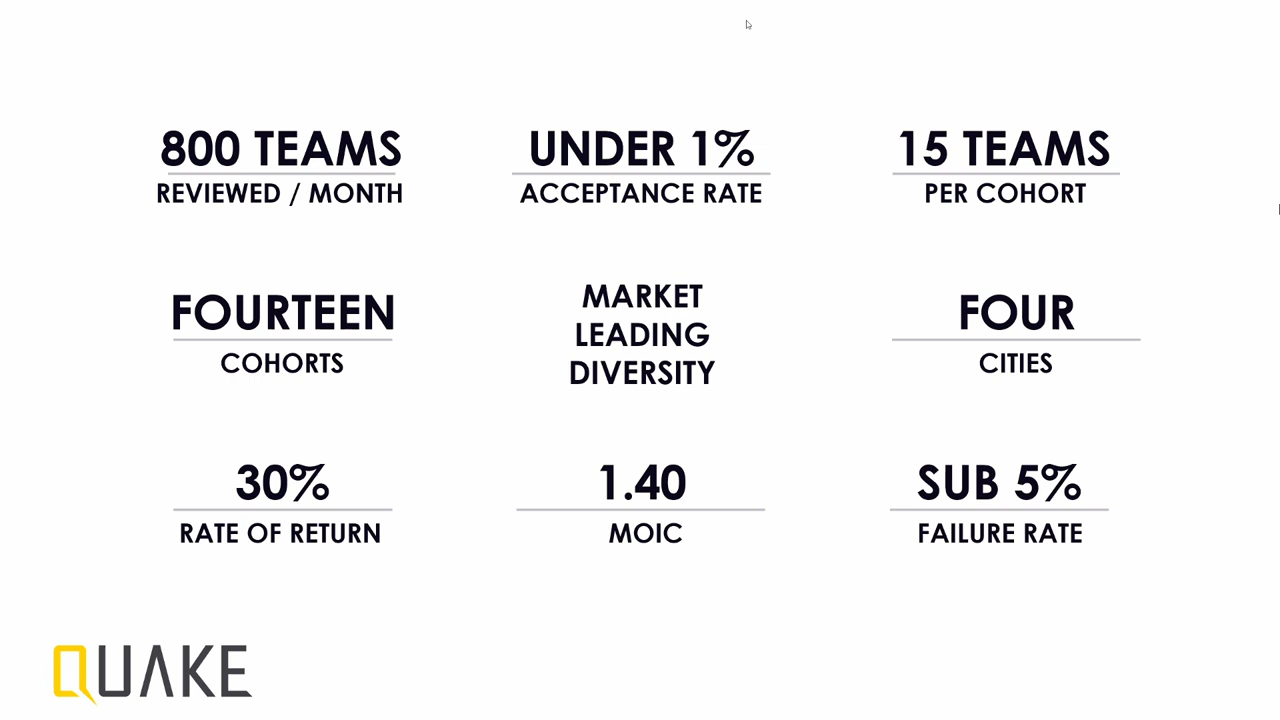 800 TEAMS
REVIEWED / MONTH
UNDER 1%
ACCEPTANCE RATE
15 TEAMS
PER COHORT
FOURTEEN
COHORTS
MARKET
LEADING
DIVERSITY
FOUR
CITIES
30%
RATE OF RETURN
1.40
MOIC
SUB 5%
FAILURE RATE
QUAKE